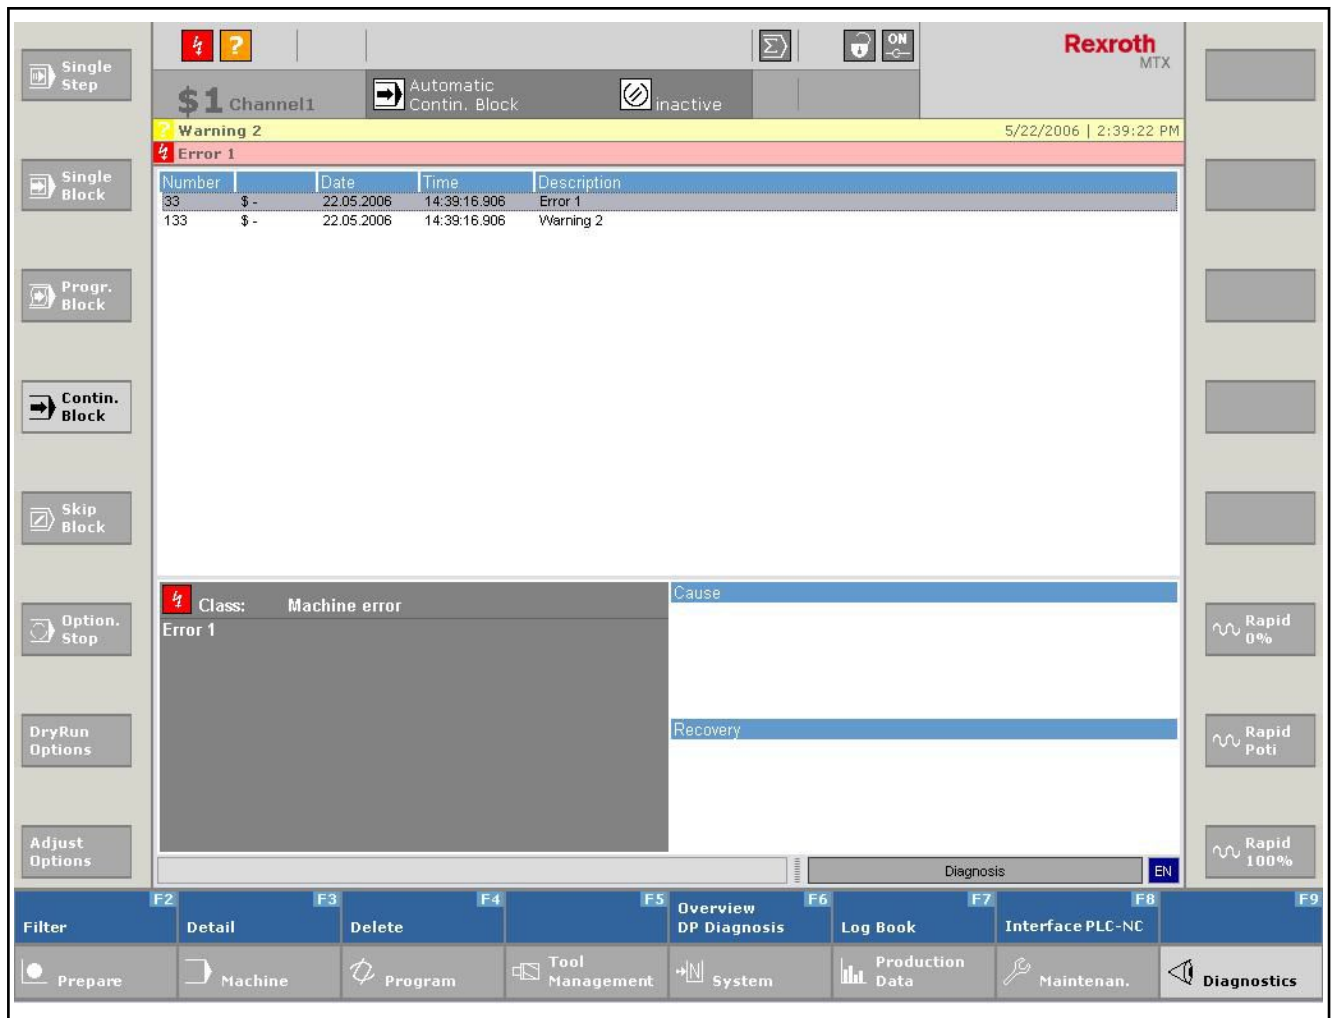 Single
Step
Single
Block
Progr.
Block
Contin.
Block
Skip
Block
Option.
Stop
DryRun
Options
Adjust
Options
?
ON
Rexroth
MTX
$1 Channel1
Automatic
Contin. Block
inactive
? Warning 2 5/22/2006 | 2:39:22 PM
Error 1
Number Date Time Description
33 $ - 22.05.2006 14:39:16.906 Error 1
133 $ - 22.05.2006 14:39:16.906 Warning 2
Class: Machine error
Error 1
Cause
Recovery
Diagnosis EN
Rapid
0%
Rapid
Poti
Rapid
100%
F2 F3 F4 F5 F6 F7 F8 F9
Filter Detail Delete Overview
DP Diagnosis Log Book Interface PLC-NC
Prepare Machine Program Tool
Management System Production
Data Maintenan. Diagnostics